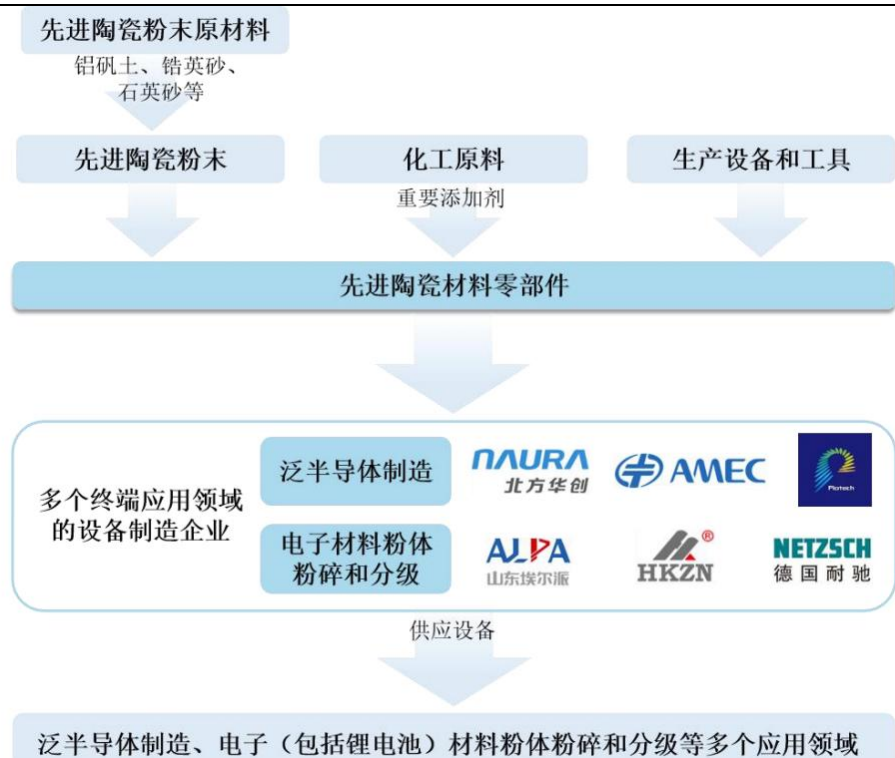 先进陶瓷粉末原材料
铝矾土、锆英砂、
石英砂等
先进陶瓷粉末
化工原料
生产设备和工具
重要添加剂
先进陶瓷材料零部件
多个终端应用领域
的设备制造企业
泛半导体制造
NAURA
北方华创
AMEC
Piotech
电子材料粉体
粉碎和分级
ALPA
山东埃尔派
HKZN®
NETZSCH
德国耐驰
供应设备
泛半导体制造、电子（包括锂电池）材料粉体粉碎和分级等多个应用领域